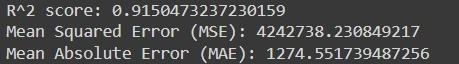 R^2 score: 0.9150473237230159
Mean Squared Error (MSE): 4242738.230849217
Mean Absolute Error (MAE): 1274.551739487256